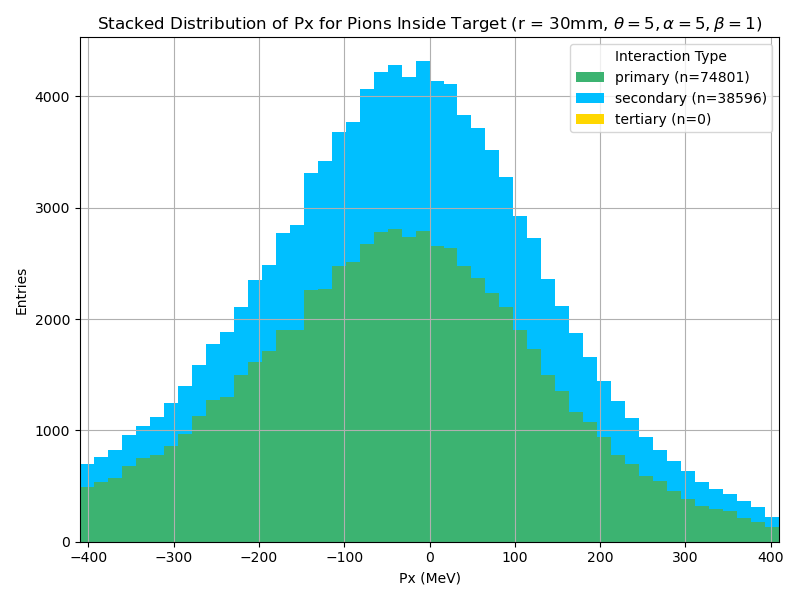 Stacked Distribution of Px for Pions Inside Target (r = 30mm, θ = 5, α = 5, β = 1)
Interaction Type
primary (n=74801)
secondary (n=38596)
tertiary (n=0)
Entries
4000
3000
2000
1000
0
−400 −300 −200 −100 0 100 200 300 400
Px (MeV)